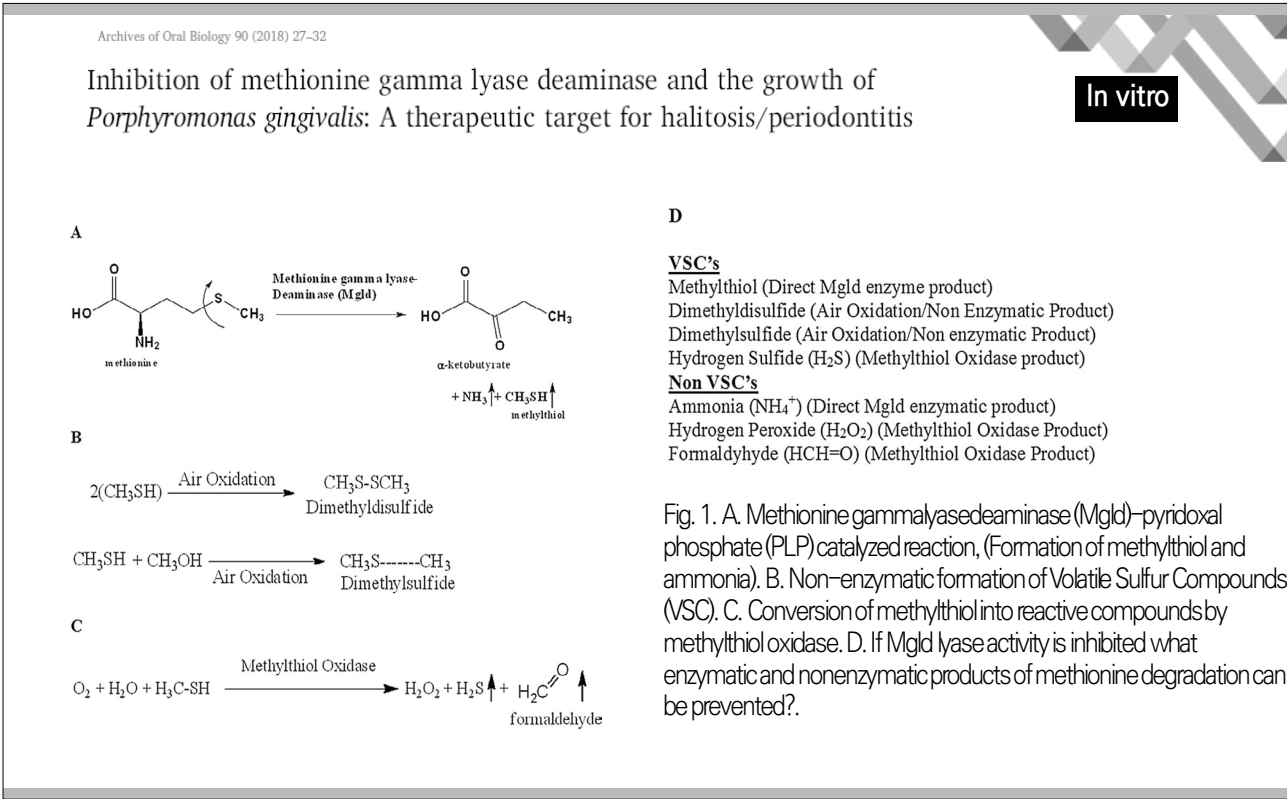 Archives of Oral Biology 90 (2018) 27–32
Inhibition of methionine gamma lyase deaminase and the growth of
Porphyromonas gingivalis: A therapeutic target for halitosis/periodontitis
In vitro
A
O
HO
NH₂
S
CH₃
methionine
Methionine gamma lyase-
Deaminase (Mgld)
O
HO
O
CH₃
α-ketobutyrate
+ NH₃ + CH₃SH
methylthiol
B
2(CH₃SH) Air Oxidation CH₃S-SCH₃
Dimethyldisulfide
CH₃SH + CH₃OH Air Oxidation CH₃S-------CH₃
Dimethylsulfide
C
O₂ + H₂O + H₃C-SH Methylthiol Oxidase H₂O₂ + H₂S + H₂C O
formaldehyde
D
VSC's
Methylthiol (Direct Mgld enzyme product)
Dimethyldisulfide (Air Oxidation/Non Enzymatic Product)
Dimethylsulfide (Air Oxidation/Non enzymatic Product)
Hydrogen Sulfide (H₂S) (Methylthiol Oxidase product)
Non VSC's
Ammonia (NH₄⁺) (Direct Mgld enzymatic product)
Hydrogen Peroxide (H₂O₂) (Methylthiol Oxidase Product)
Formaldyhyde (HCH=O) (Methylthiol Oxidase Product)
Fig. 1. A. Methionine gammalyasedeaminase (Mgld)–pyridoxal
phosphate (PLP) catalyzed reaction, (Formation of methylthiol and
ammonia). B. Non–enzymatic formation of Volatile Sulfur Compounds
(VSC). C. Conversion of methylthiol into reactive compounds by
methylthiol oxidase. D. If Mgld lyase activity is inhibited what
enzymatic and nonenzymatic products of methionine degradation can
be prevented?.